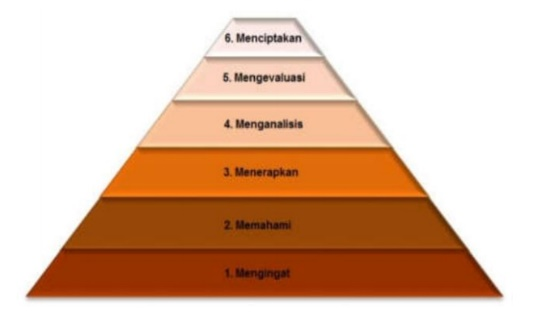 6. Menciptakan
5. Mengevaluasi
4. Menganalisis
3. Menerapkan
2. Memahami
1. Mengingat